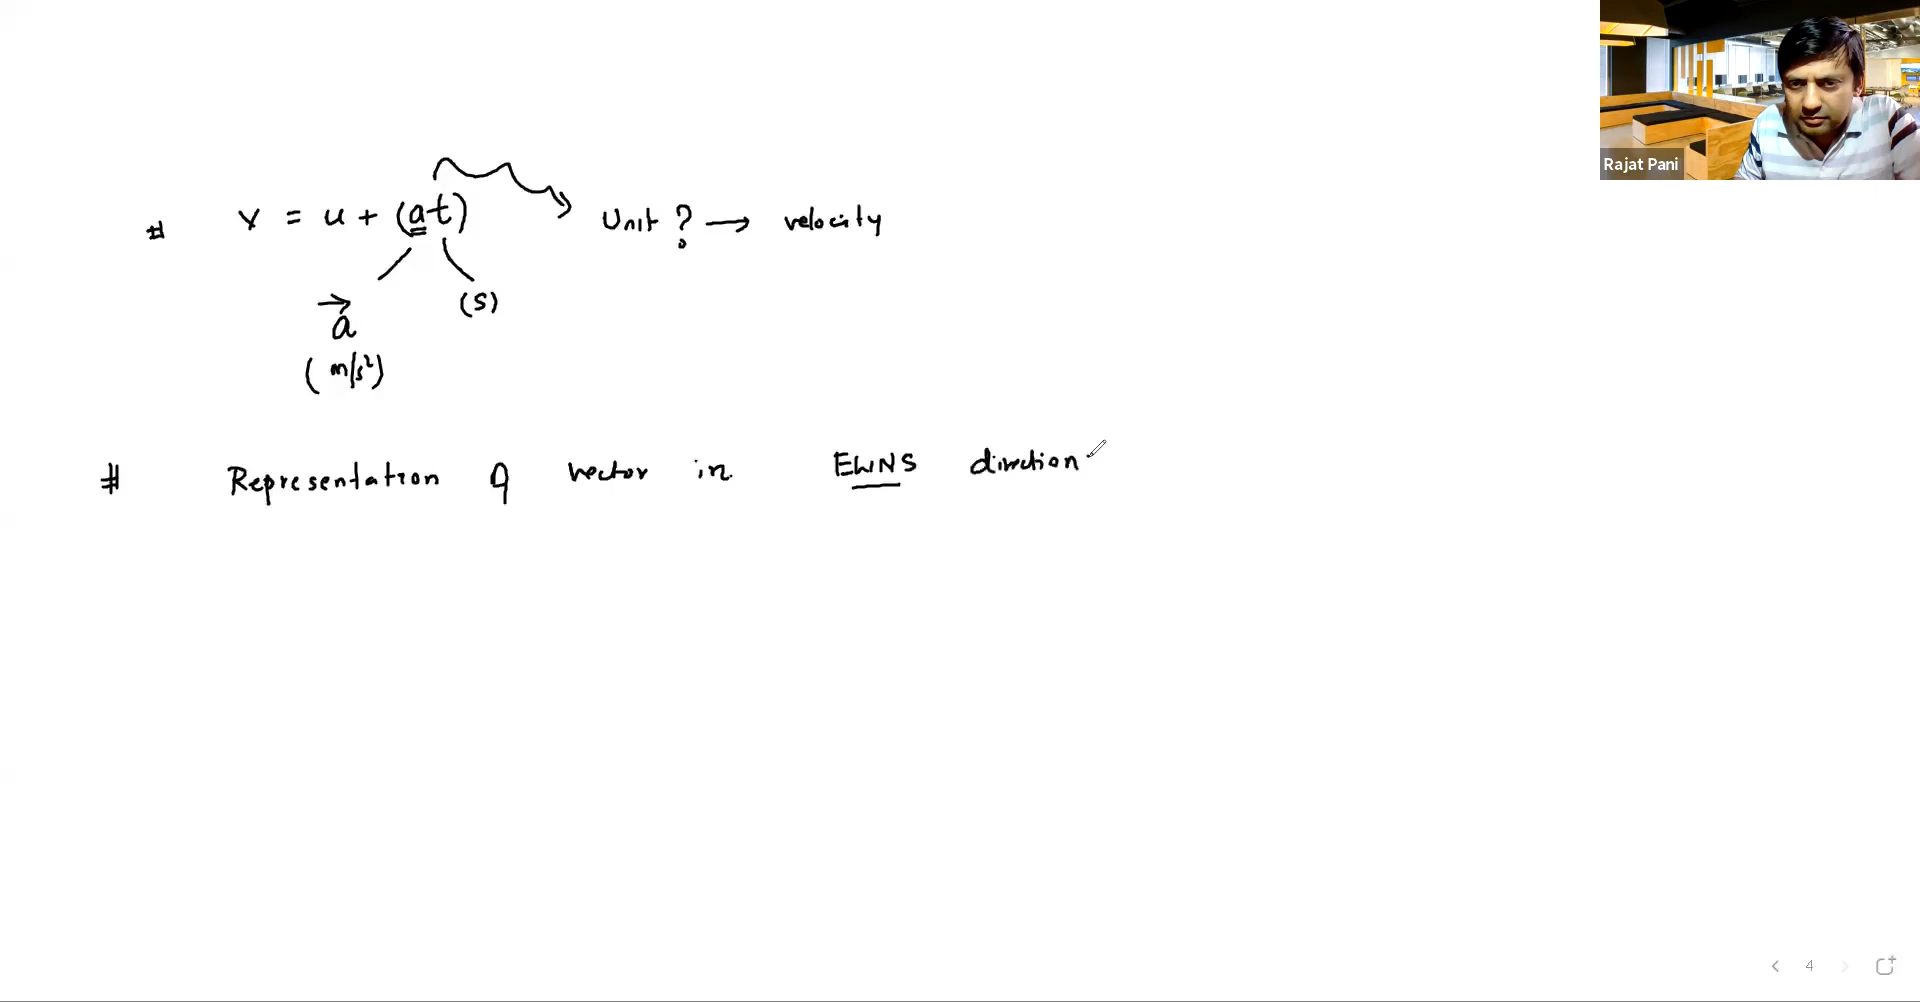 Rajat Pani
# v = u + (at) Unit ? → velocity
→
a (s)
(m/s²)
# Representation of vector in EWNS direction
4